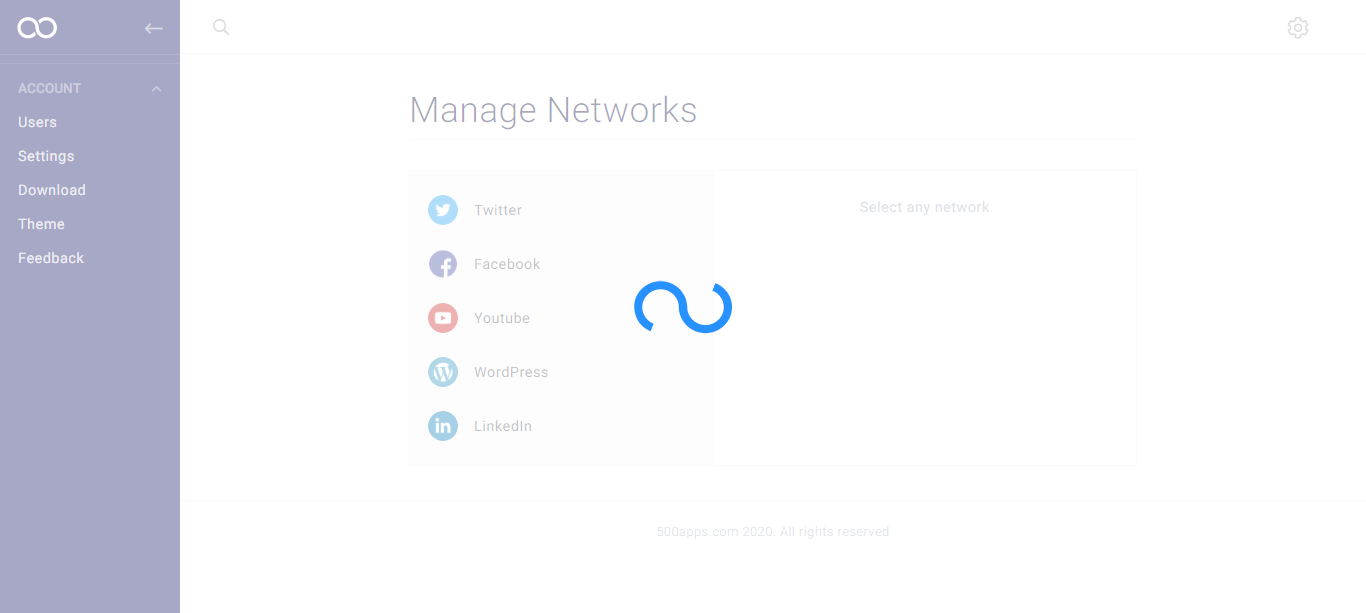 ACCOUNT
Users
Settings
Download
Theme
Feedback
Manage Networks
Twitter
Facebook
Youtube
WordPress
LinkedIn
Select any network
500apps.com 2020. All rights reserved